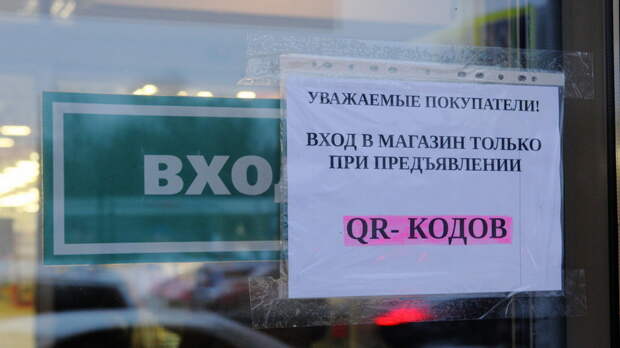 УВАЖАЕМЫЕ ПОКУПАТЕЛИ!
ВХОД В МАГАЗИН ТОЛЬКО
ПРИ ПРЕДЪЯВЛЕНИИ
QR- КОДОВ
ВХОД